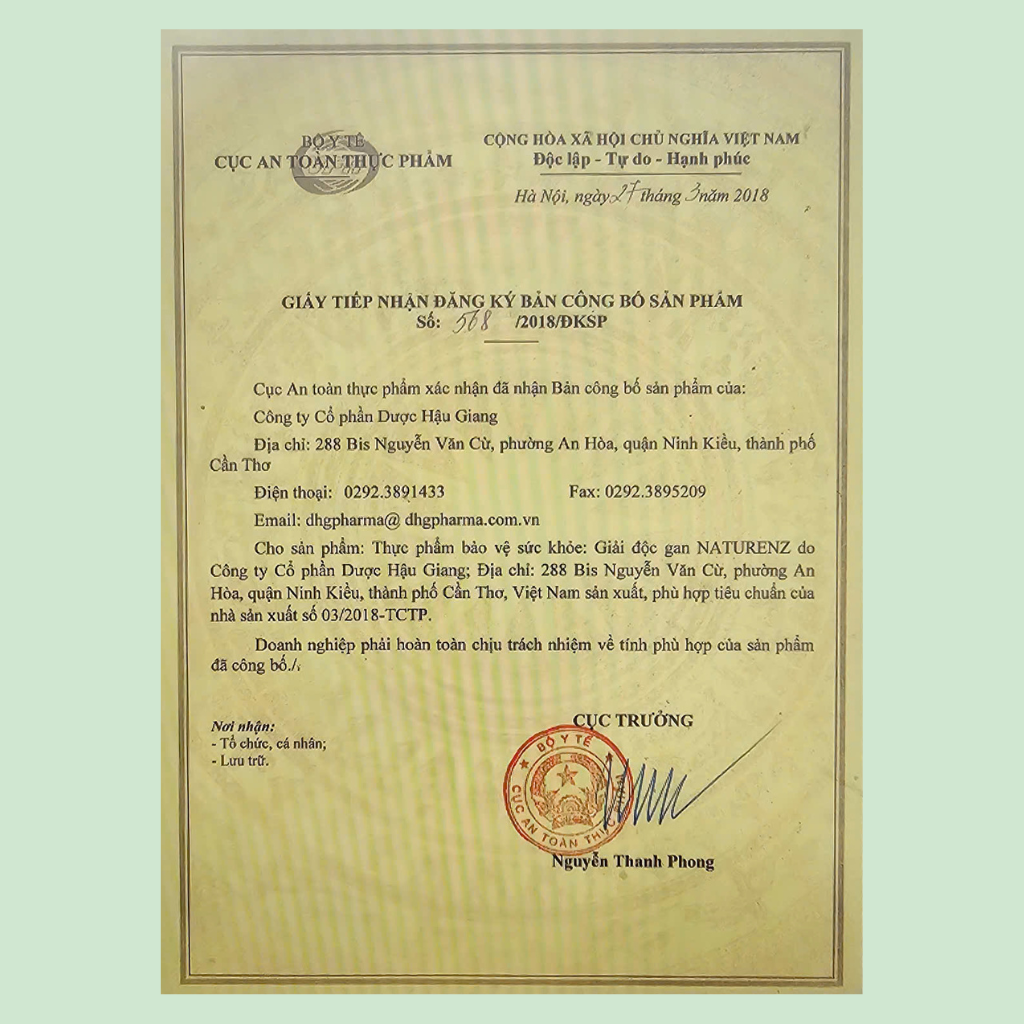 BỘ Y TẾ
CỤC AN TOÀN THỰC PHẨM
CỘNG HÒA XÃ HỘI CHỦ NGHĨA VIỆT NAM
Độc lập - Tự do - Hạnh phúc
Hà Nội, ngày 27 tháng 3 năm 2018
GIẤY TIẾP NHẬN ĐĂNG KÝ BẢN CÔNG BỐ SẢN PHẨM
Số: 568 /2018/ĐKSP
Cục An toàn thực phẩm xác nhận đã nhận Bản công bố sản phẩm của:
Công ty Cổ phần Dược Hậu Giang
Địa chỉ: 288 Bis Nguyễn Văn Cừ, phường An Hòa, quận Ninh Kiều, thành phố
Cần Thơ
Điện thoại: 0292.3891433 Fax: 0292.3895209
Email: dhgpharma@ dhgpharma.com.vn
Cho sản phẩm: Thực phẩm bảo vệ sức khỏe: Giải độc gan NATURENZ do
Công ty Cổ phần Dược Hậu Giang; Địa chỉ: 288 Bis Nguyễn Văn Cừ, phường An
Hòa, quận Ninh Kiều, thành phố Cần Thơ, Việt Nam sản xuất, phù hợp tiêu chuẩn của
nhà sản xuất số 03/2018-TCTP.
Doanh nghiệp phải hoàn toàn chịu trách nhiệm về tính phù hợp của sản phẩm
đã công bố./.
Nơi nhận:
- Tổ chức, cá nhân;
- Lưu trữ.
CỤC TRƯỞNG
BỘ Y TẾ
CỤC AN TOÀN THỰC PHẨM
Nguyễn Thanh Phong